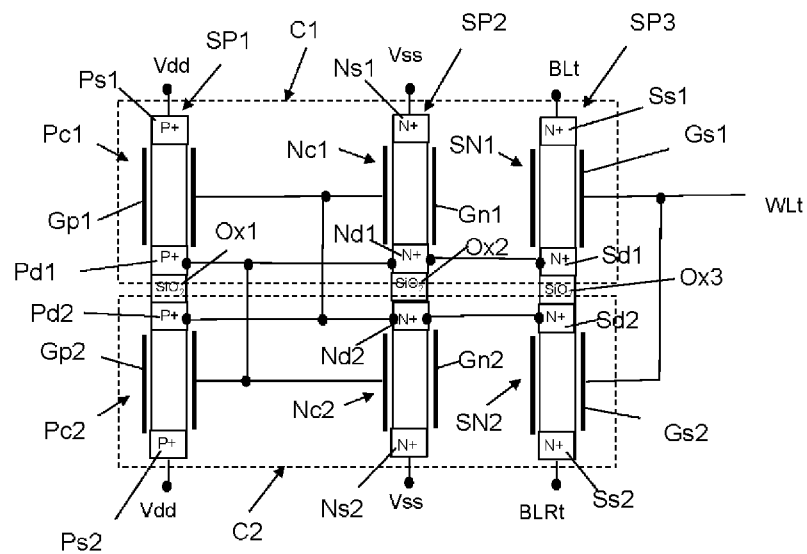 SP1 C1 SP2 SP3
Vdd Vss BLt
Ps1 Ns1 Ss1
P+ N+ N+
Pc1 Nc1 SN1 Gs1
Gp1 Gn1 WLt
Ox1 Nd1 Ox2
P+ N+ N+ Sd1
Pd1 SiO2 SiO2 SiO2 Ox3
Pd2 P+ N+ N+ Sd2
Gp2 Nd2 Gn2
Pc2 Nc2 SN2 Gs2
P+ N+ N+
Vdd Vss Ss2
Ps2 C2 Ns2 BLRt